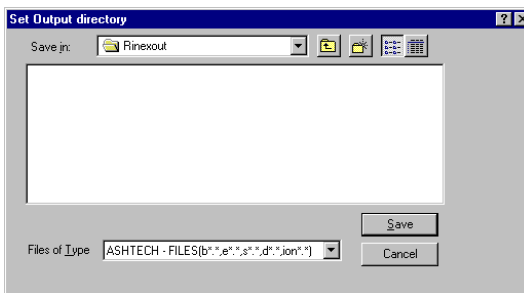 Set Output directory
Save in: Rinexout
Save
Files of Type ASHTECH - FILES(b*.*,e*.*,s*.*,d*.*,ion*.*)
Cancel